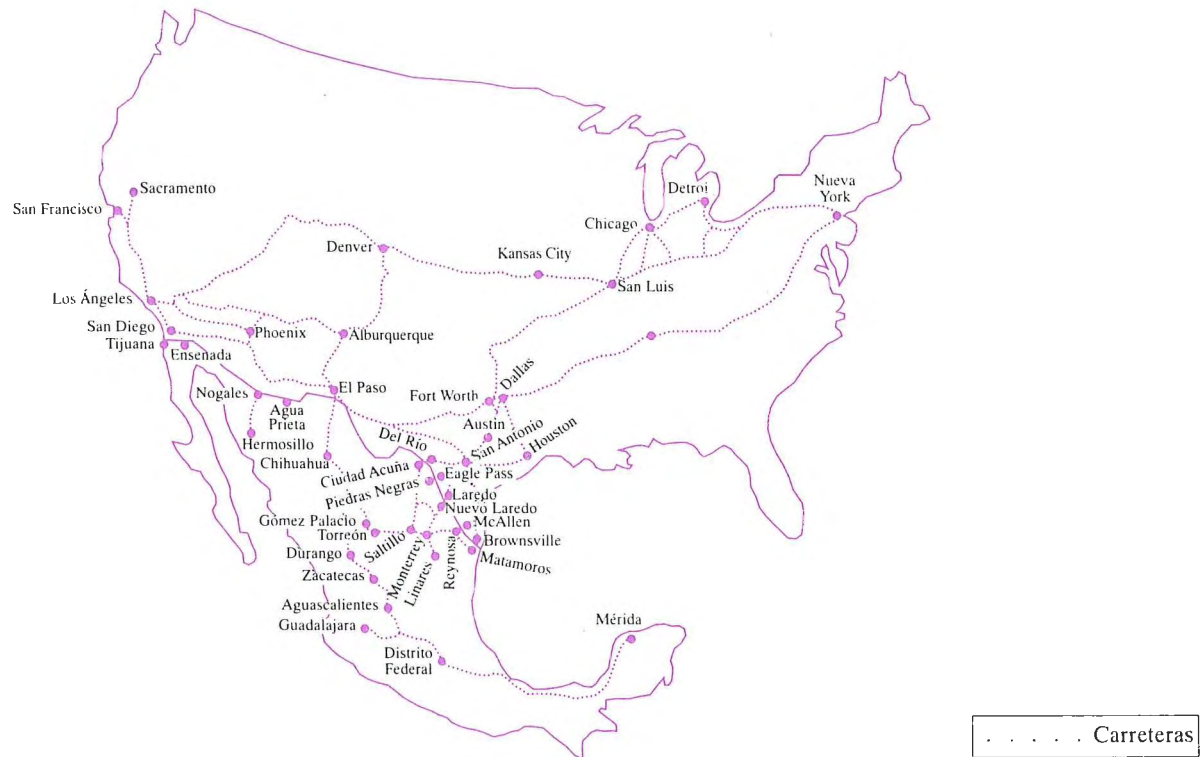 Sacramento
San Francisco
Detroi
Nueva
York
Chicago
Denver
Kansas City
San Luis
Los Ángeles
San Diego
Tijuana
Ensenada
Phoenix
Alburquerque
Nogales
Agua
Prieta
El Paso
Fort Worth
Dallas
Hermosillo
Chihuahua
Austin
San Antonio
Houston
Del Río
Ciudad Acuña
Eagle Pass
Piedras Negras
Laredo
Nuevo Laredo
Gómez Palacio
Torreón
Saltillo
McAllen
Brownsville
Durango
Monterrey
Linares
Reynosa
Matamoros
Zacatecas
Aguascalientes
Guadalajara
Distrito
Federal
Mérida
. . . . . Carreteras